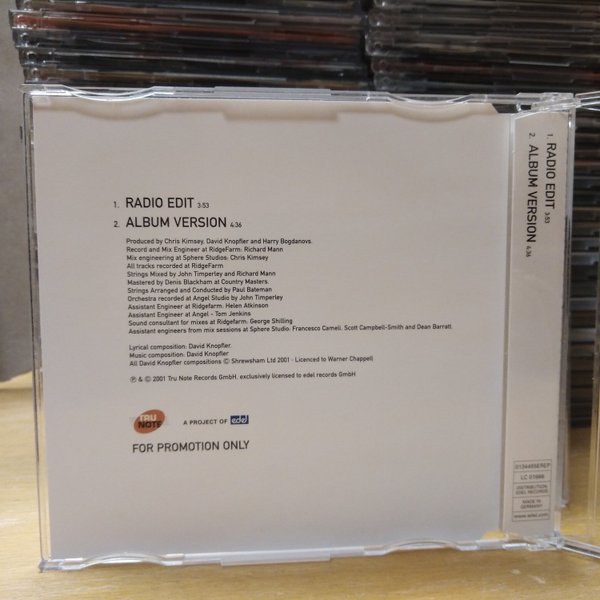 1. RADIO EDIT 3:53
2. ALBUM VERSION 4:36
Produced by Chris Kimsey, David Knopfler and Harry Bogdanovs.
Record and Mix Engineer at RidgeFarm: Richard Mann
Mix engineering at Sphere Studios: Chris Kimsey
All tracks recorded at RidgeFarm
Strings Mixed by John Timperley and Richard Mann
Mastered by Denis Blackham at Country Masters.
Strings Arranged and Conducted by Paul Bateman
Orchestra recorded at Angel Studio by John Timperley
Assistant Engineer at Ridgefarm: Helen Atkinson
Assistant Engineer at Angel - Tom Jenkins
Sound consultant for mixes at Ridgefarm: George Shilling
Assistant engineers from mix sessions at Sphere Studio: Francesco Cameli, Scott Campbell-Smith and Dean Barratt.
Lyrical composition: David Knopfler.
Music composition: David Knopfler
All David Knopfler compositions © Shrewsham Ltd 2001 - Licenced to Warner Chappell
℗ & © 2001 Tru Note Records GmbH. exclusively licensed to edel records GmbH
TRU
NOTE
A PROJECT OF edel
FOR PROMOTION ONLY
1. RADIO EDIT 3:53
2. ALBUM VERSION 4:36
0134485EREP
LC 01666
DISTRIBUTION:
EDEL RECORDS
MADE IN
GERMANY
www.edel.com